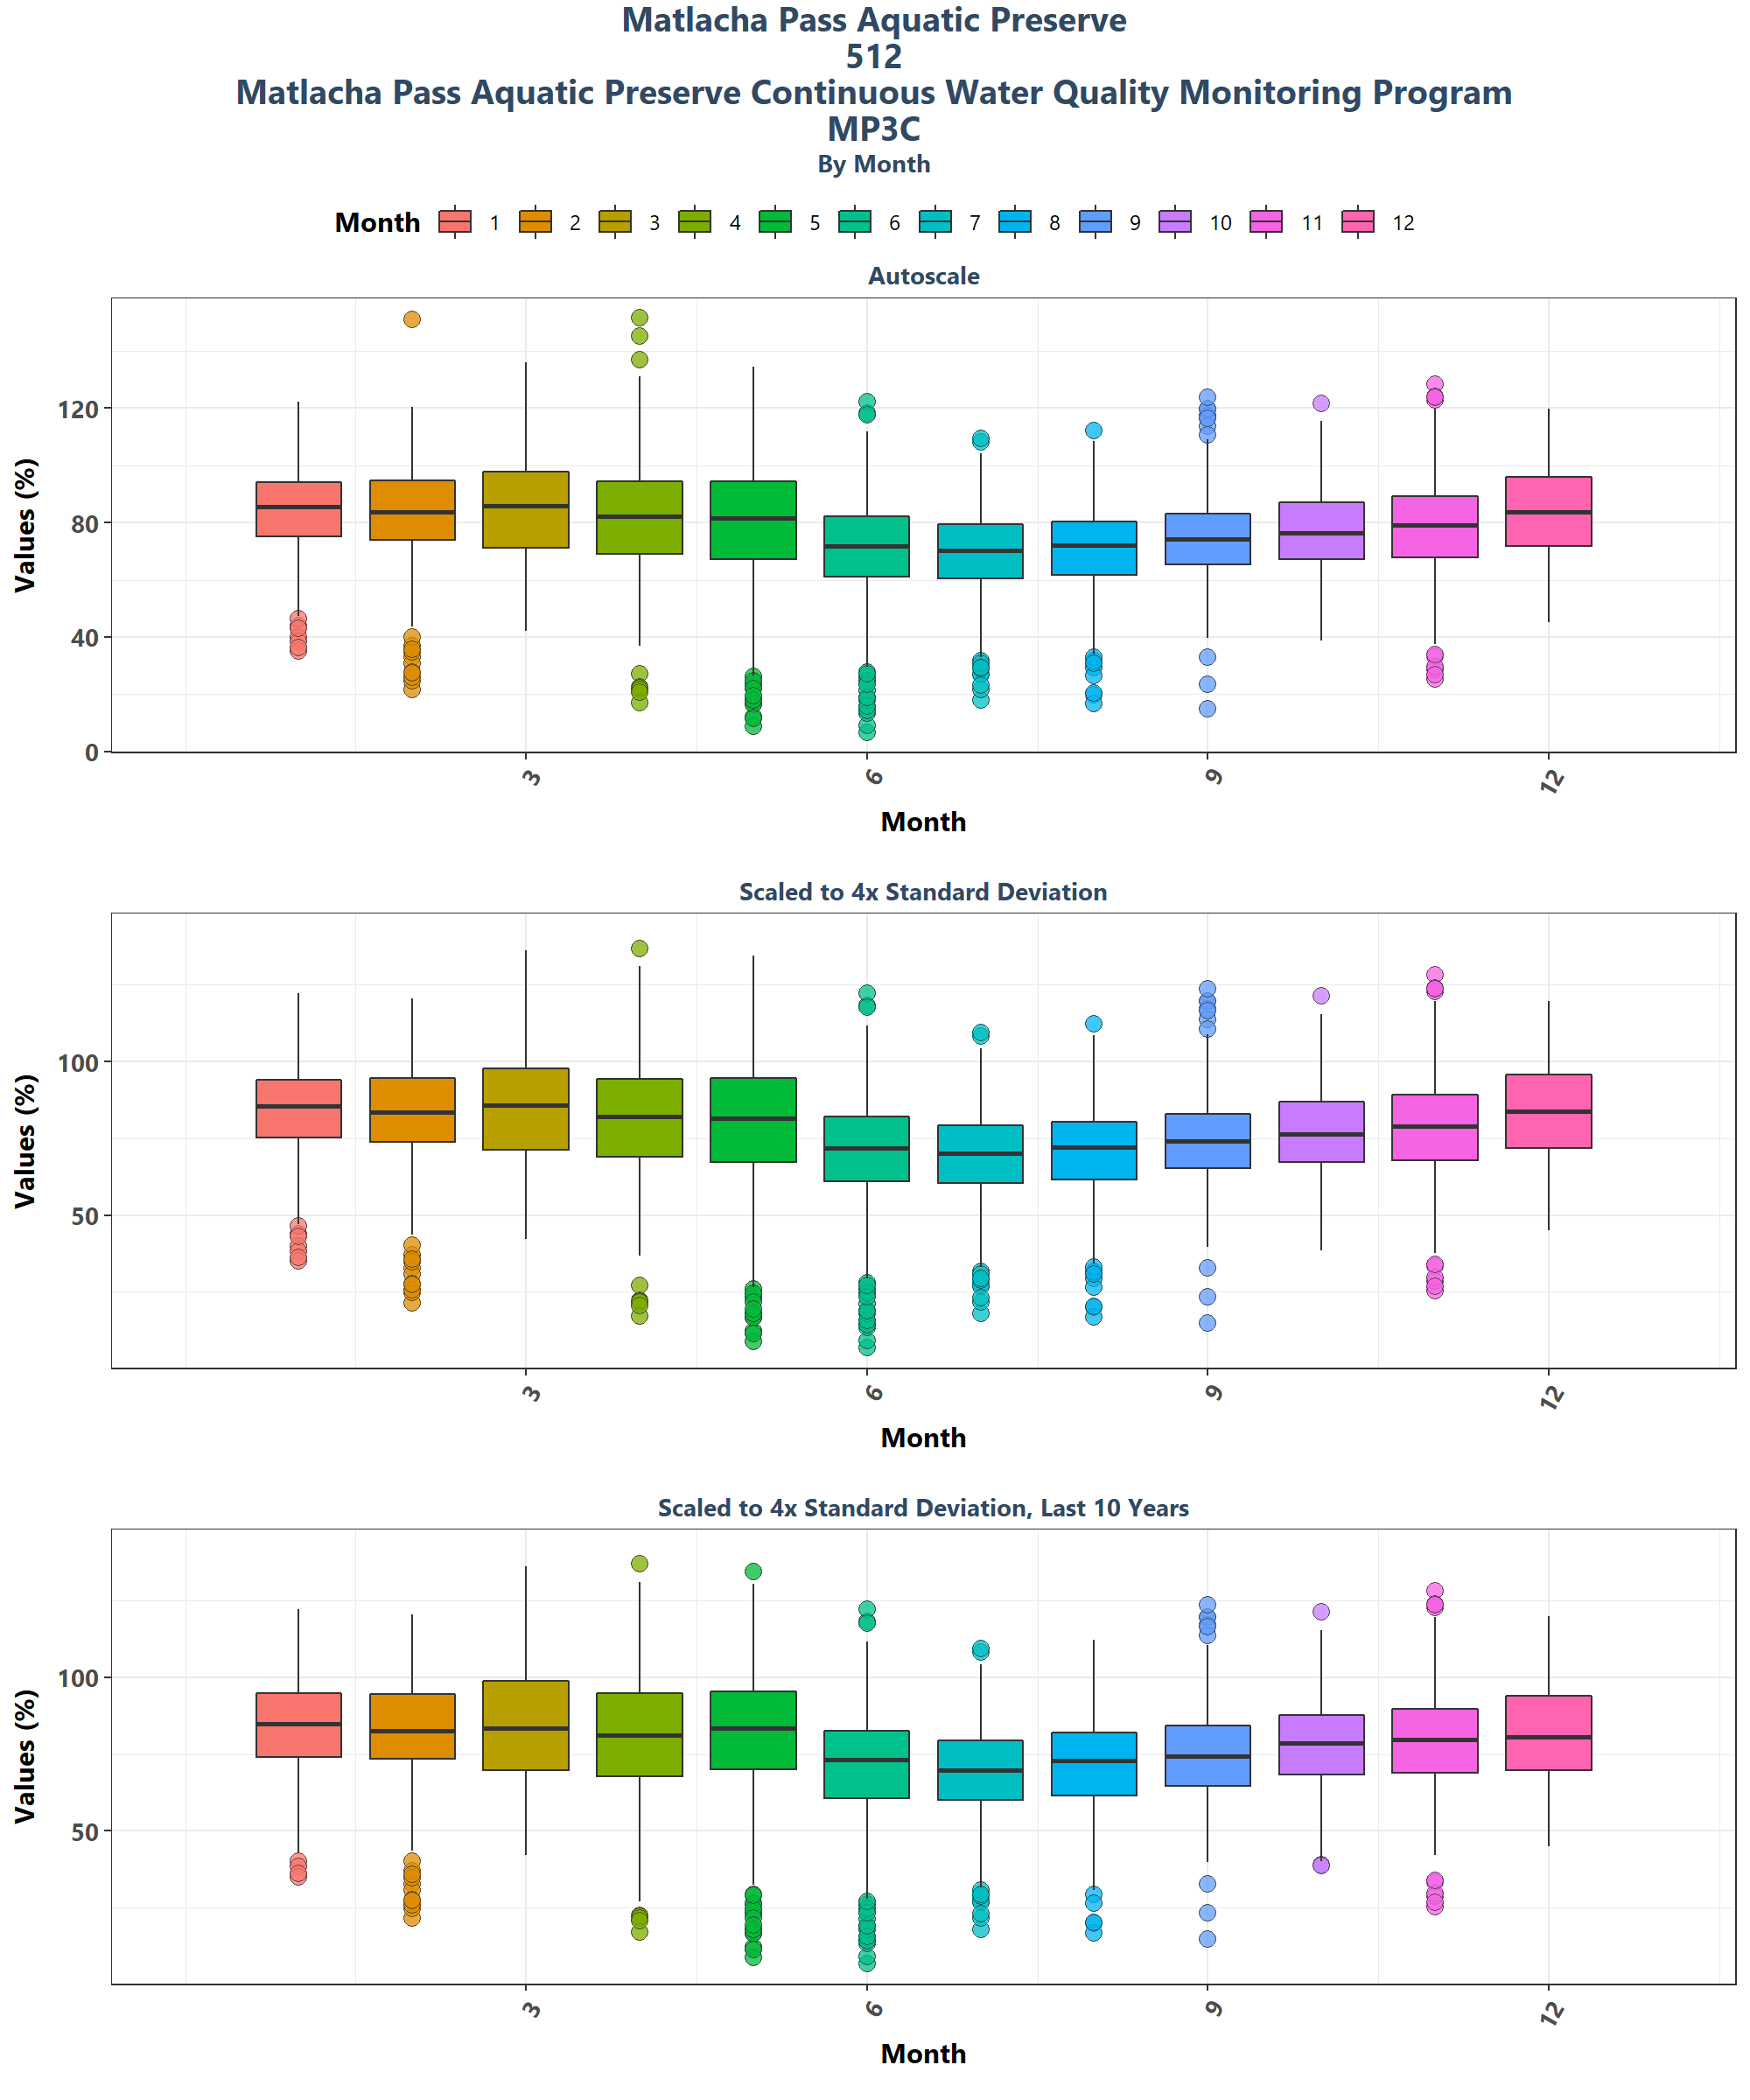 Matlacha Pass Aquatic Preserve
512
Matlacha Pass Aquatic Preserve Continuous Water Quality Monitoring Program
MP3C
By Month
Month 1 2 3 4 5 6 7 8 9 10 11 12
Autoscale
Values (%)
120
80
40
0
3 6 9 12
Month
Scaled to 4x Standard Deviation
Values (%)
100
50
3 6 9 12
Month
Scaled to 4x Standard Deviation, Last 10 Years
Values (%)
100
50
3 6 9 12
Month